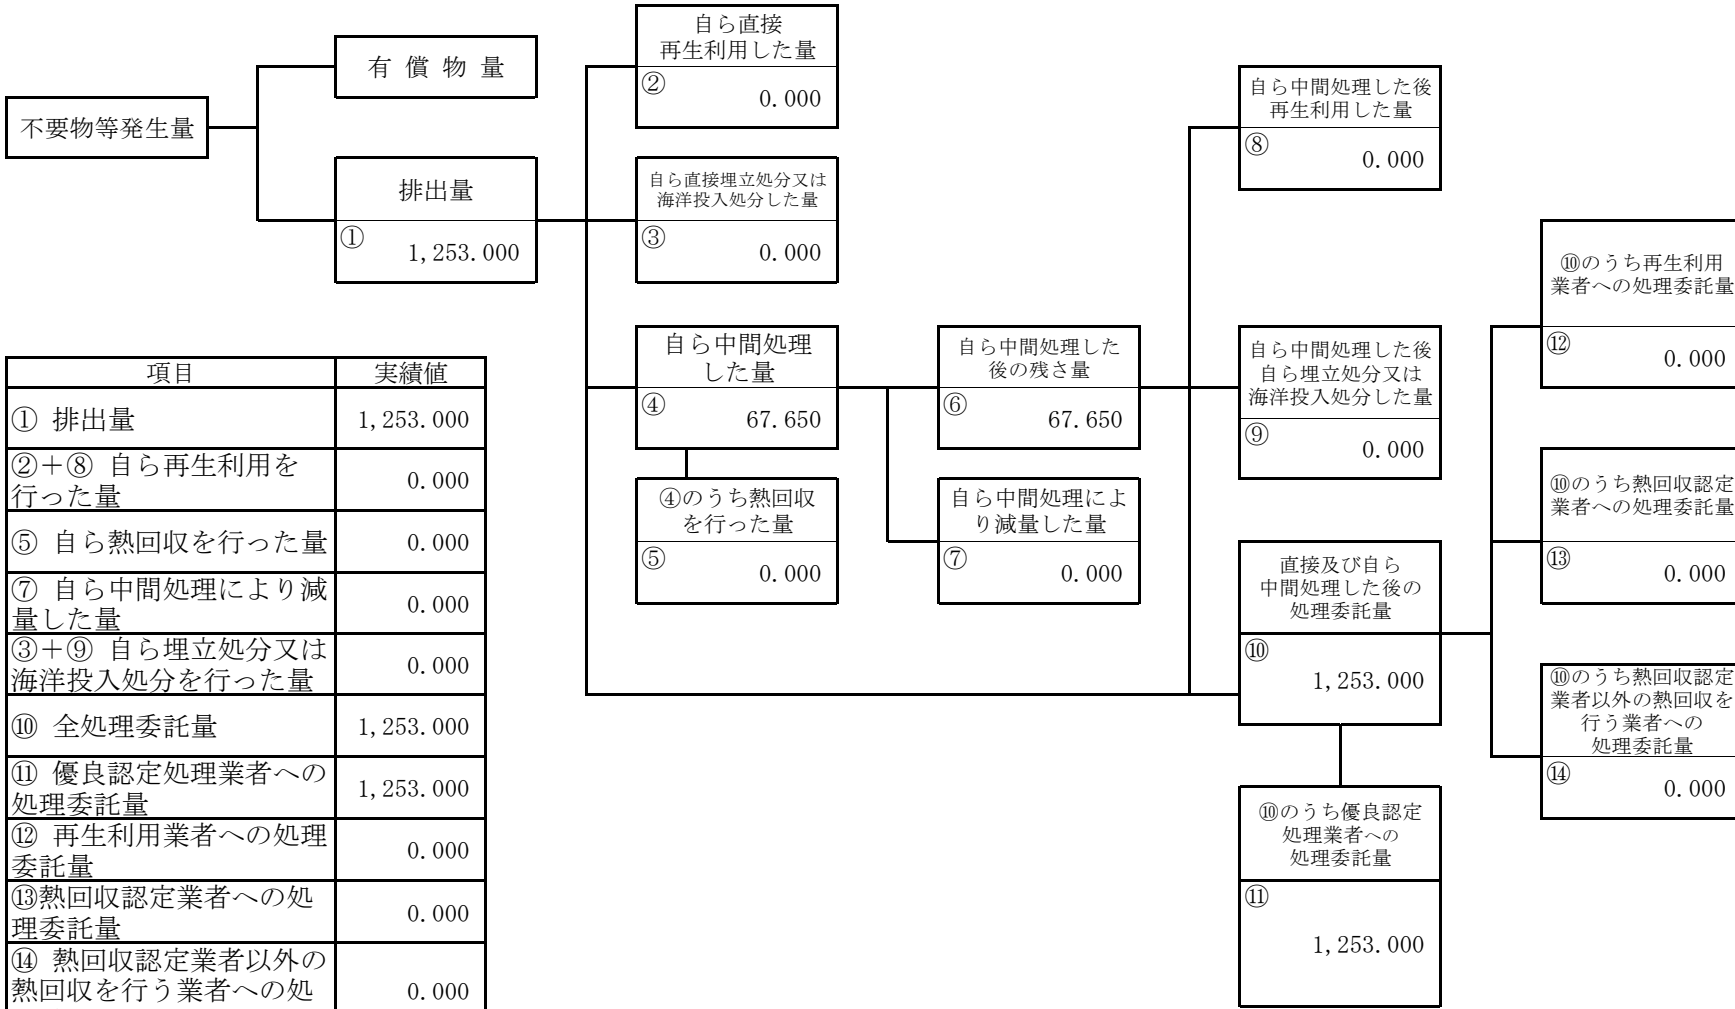 不要物等発生量
有 償 物 量
排出量
①
1,253.000
自ら直接
再生利用した量
②
0.000
自ら直接埋立処分又は
海洋投入処分した量
③
0.000
自ら中間処理
した量
④
67.650
④のうち熱回収
を行った量
⑤
0.000
自ら中間処理した
後の残さ量
⑥
67.650
自ら中間処理によ
り減量した量
⑦
0.000
自ら中間処理した後
再生利用した量
⑧
0.000
自ら中間処理した後
自ら埋立処分又は
海洋投入処分した量
⑨
0.000
直接及び自ら
中間処理した後の
処理委託量
⑩
1,253.000
⑩のうち優良認定
処理業者への
処理委託量
⑪
1,253.000
⑩のうち再生利用
業者への処理委託量
⑫
0.000
⑩のうち熱回収認定
業者への処理委託量
⑬
0.000
⑩のうち熱回収認定
業者以外の熱回収を
行う業者への
処理委託量
⑭
0.000
項目 実績値
① 排出量 1,253.000
②＋⑧ 自ら再生利用を
行った量 0.000
⑤ 自ら熱回収を行った量 0.000
⑦ 自ら中間処理により減
量した量 0.000
③＋⑨ 自ら埋立処分又は
海洋投入処分を行った量 0.000
⑩ 全処理委託量 1,253.000
⑪ 優良認定処理業者への
処理委託量 1,253.000
⑫ 再生利用業者への処理
委託量 0.000
⑬熱回収認定業者への処
理委託量 0.000
⑭ 熱回収認定業者以外の
熱回収を行う業者への処 0.000